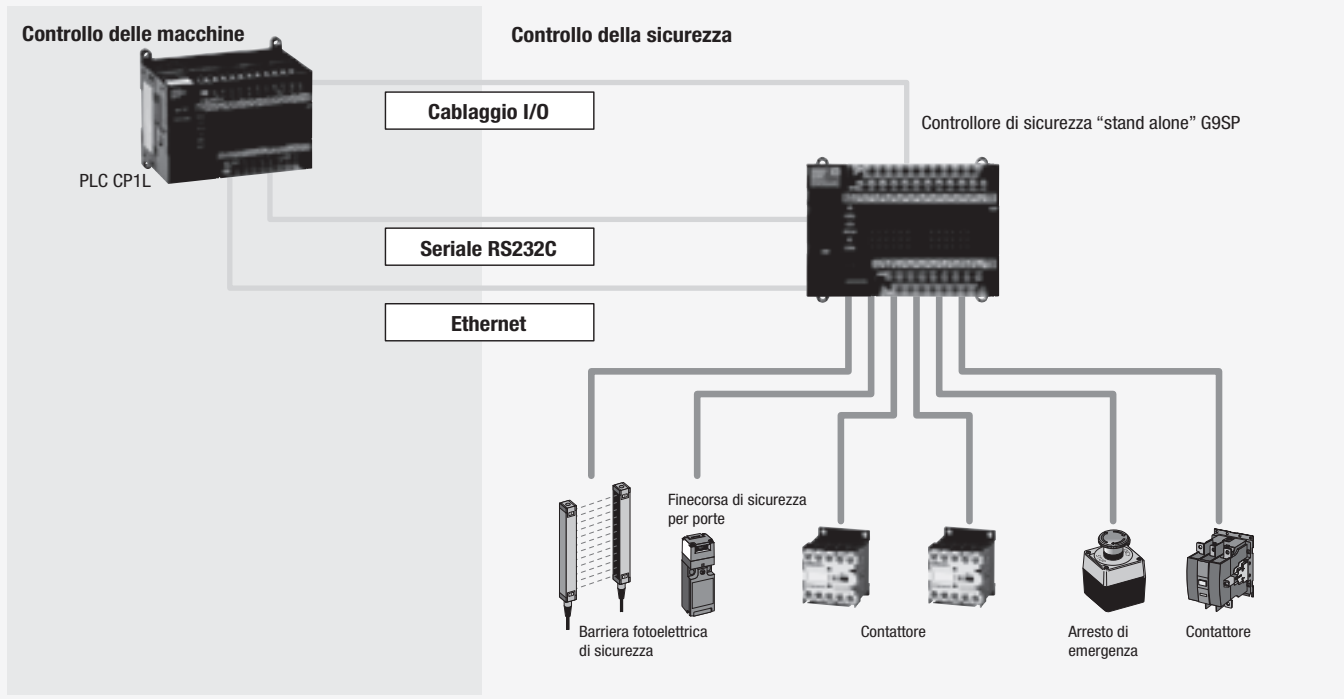 Controllo delle macchine
Controllo della sicurezza
Cablaggio I/O
Controllore di sicurezza “stand alone” G9SP
PLC CP1L
Seriale RS232C
Ethernet
Finecorsa di sicurezza
per porte
Barriera fotoelettrica
di sicurezza
Contattore
Arresto di
emergenza
Contattore